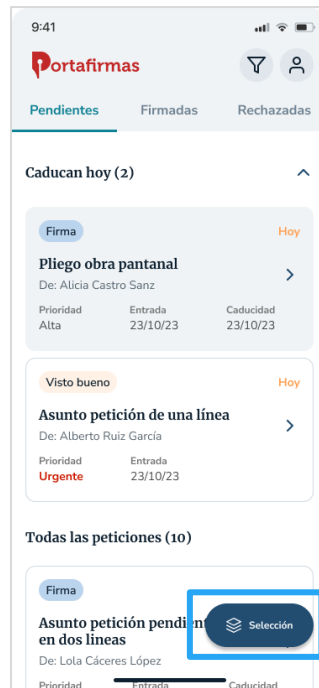 9:41
Portafirmas
Pendientes Firmadas Rechazadas
Caducan hoy (2)
Firma Hoy
Pliego obra pantanal
De: Alicia Castro Sanz
Prioridad Entrada Caducidad
Alta 23/10/23 23/10/23
Visto bueno Hoy
Asunto petición de una línea
De: Alberto Ruiz García
Prioridad Entrada
Urgente 23/10/23
Todas las peticiones (10)
Firma
Asunto petición
en dos lineas
Selección
De: Lola Cáceres López
Prioridad Entrada Caducidad